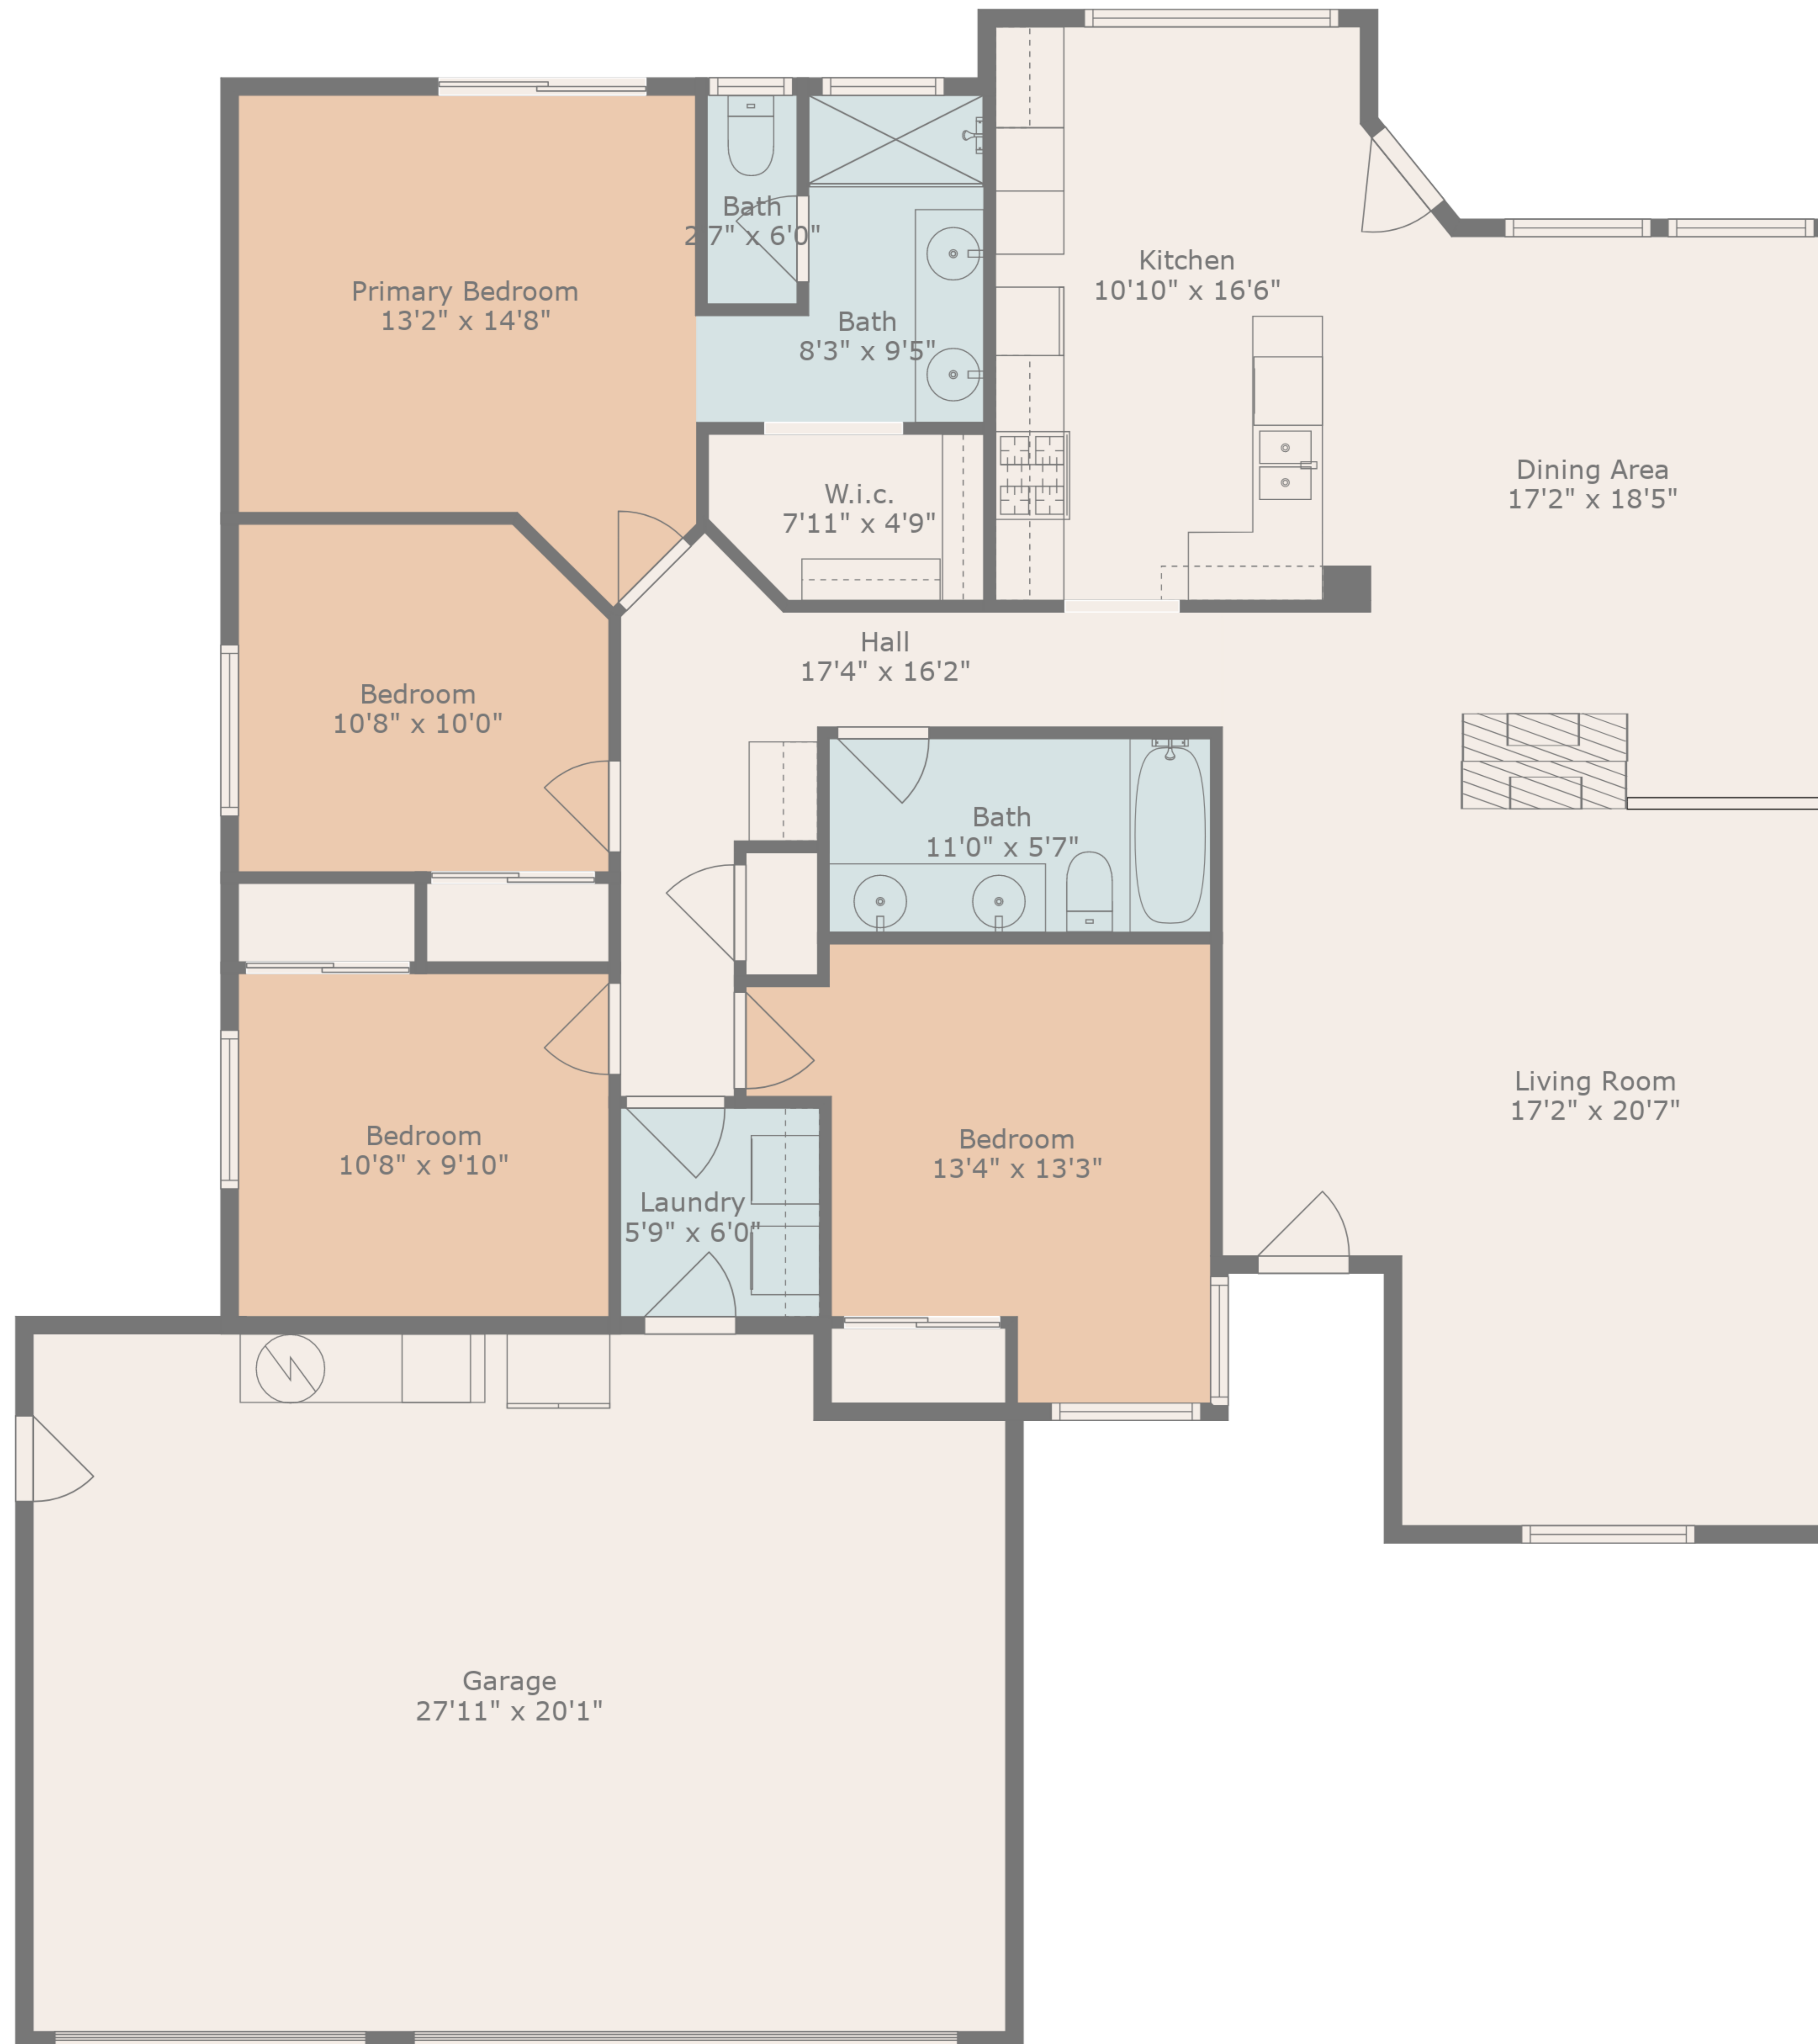 Bath
2'7" x 6'0"
Kitchen
10'10" x 16'6"
Primary Bedroom
13'2" x 14'8"
Bath
8'3" x 9'5"
Dining Area
17'2" x 18'5"
W.i.c.
7'11" x 4'9"
Hall
17'4" x 16'2"
Bedroom
10'8" x 10'0"
Bath
11'0" x 5'7"
Living Room
17'2" x 20'7"
Bedroom
10'8" x 9'10"
Bedroom
13'4" x 13'3"
Laundry
5'9" x 6'0"
Garage
27'11" x 20'1"